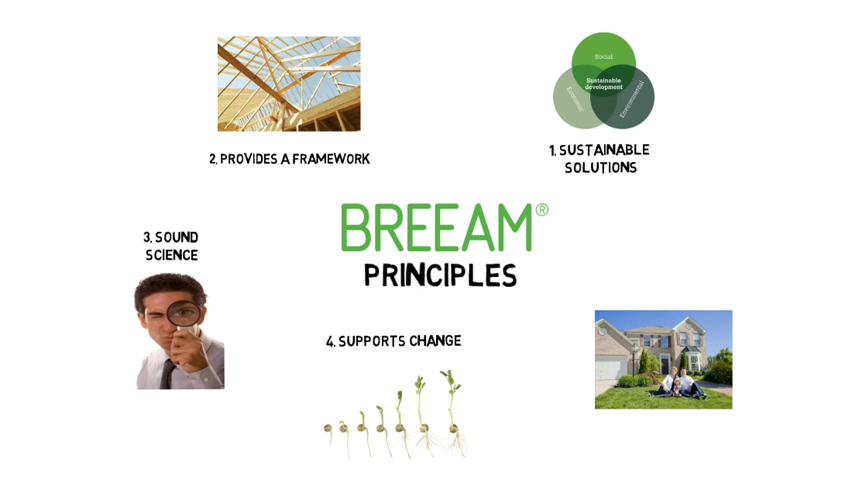 Social
Sustainable
development
Economic
Environmental
1. SUSTAINABLE
SOLUTIONS
2. PROVIDES A FRAMEWORK
BREEAM®
PRINCIPLES
3. SOUND
SCIENCE
4. SUPPORTS CHANGE